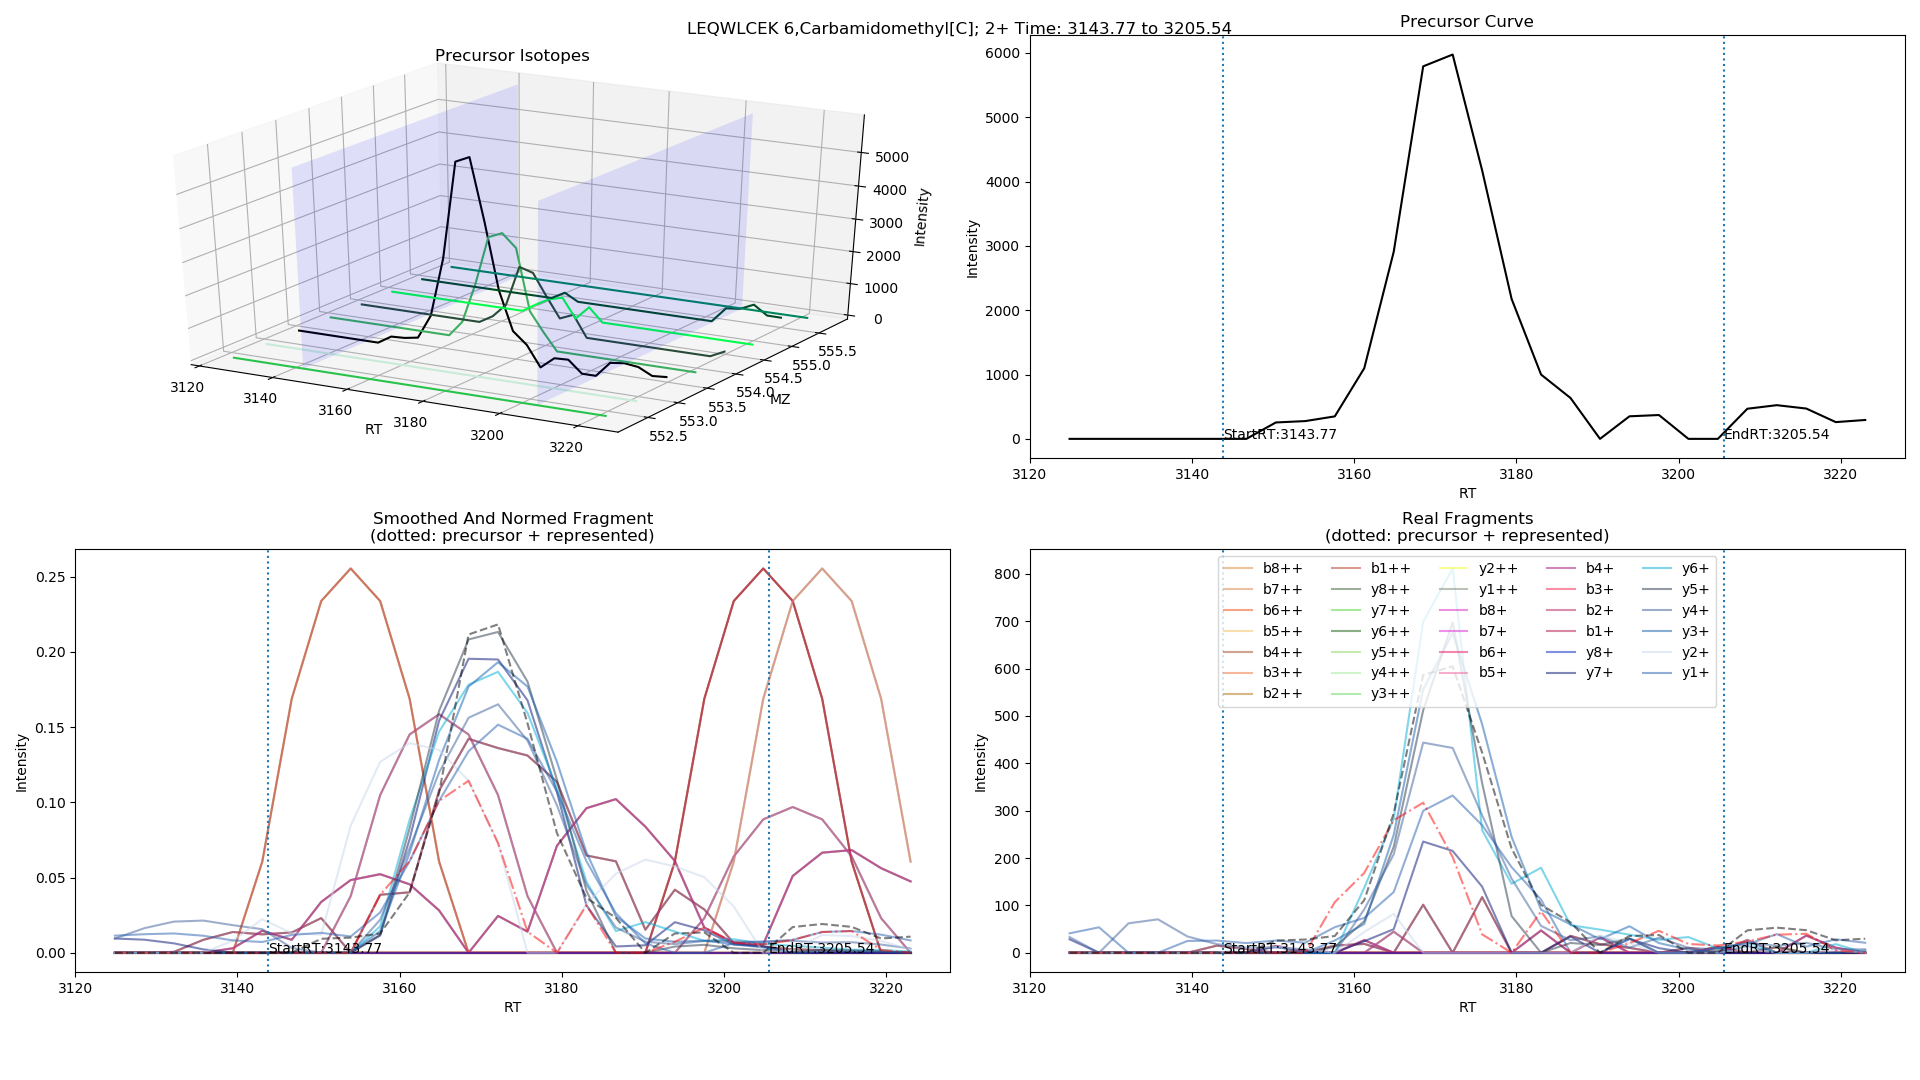 LEQWLCEK 6,Carbamidomethyl[C]; 2+ Time: 3143.77 to 3205.54
Precursor Isotopes
5000
4000
3000
2000
1000
0
Intensity
3120
3140
3160
3180
3200
3220
RT
552.5
553.0
553.5
554.0
554.5
555.0
555.5
MZ
Precursor Curve
6000
5000
4000
3000
2000
1000
0
Intensity
StartRT:3143.77
EndRT:3205.54
3120 3140 3160 3180 3200 3220
RT
Smoothed And Normed Fragment
(dotted: precursor + represented)
0.25
0.20
0.15
0.10
0.05
0.00
Intensity
StartRT:3143.77
EndRT:3205.54
3120 3140 3160 3180 3200 3220
RT
Real Fragments
(dotted: precursor + represented)
800
700
600
500
400
300
200
100
0
Intensity
b8++ b1++ y2++ b4+ y6+
b7++ y8++ y1++ b3+ y5+
b6++ y7++ b8+ b2+ y4+
b5++ y6++ b7+ b1+ y3+
b4++ y5++ b6+ y8+ y2+
b3++ y4++ b5+ y7+ y1+
b2++ y3++
StartRT:3143.77
EndRT:3205.54
3120 3140 3160 3180 3200 3220
RT